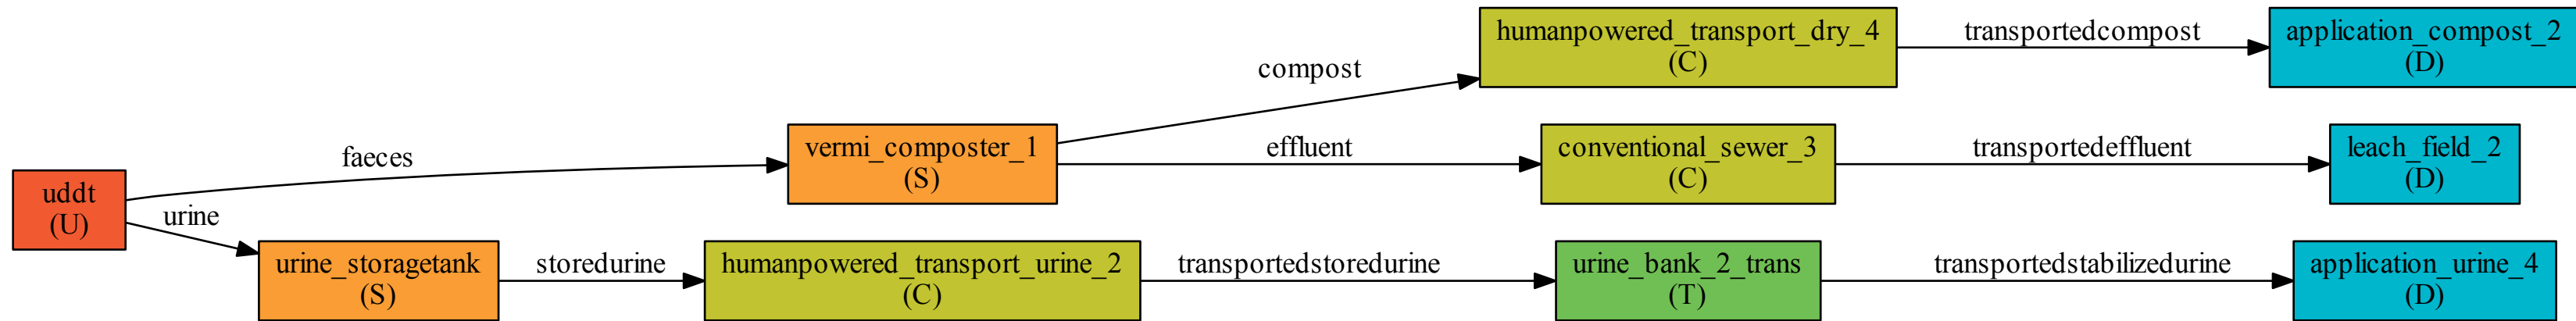 humanpowered_transport_dry_4
(C)
transportedcompost
application_compost_2
(D)
compost
faeces
vermi_composter_1
(S)
effluent
conventional_sewer_3
(C)
transportedeffluent
leach_field_2
(D)
uddt
(U)
urine
urine_storagetank
(S)
storedurine
humanpowered_transport_urine_2
(C)
transportedstoredurine
urine_bank_2_trans
(T)
transportedstabilizedurine
application_urine_4
(D)